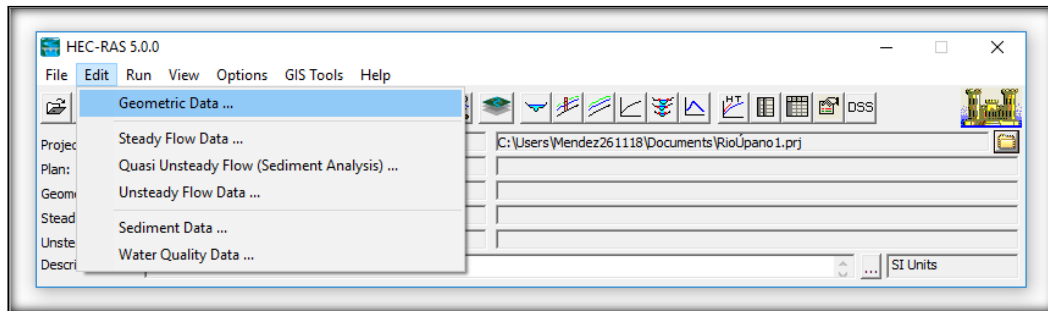 HEC-RAS 5.0.0
File Edit Run View Options GIS Tools Help
Geometric Data ...
HT DSS
Steady Flow Data ...
Projec C:\Users\Mendez261118\Documents\RioÚpano1.prj
Quasi Unsteady Flow (Sediment Analysis) ...
Plan:
Unsteady Flow Data ...
Geom
Stead
Sediment Data ...
Unste
Water Quality Data ...
Descri ... SI Units